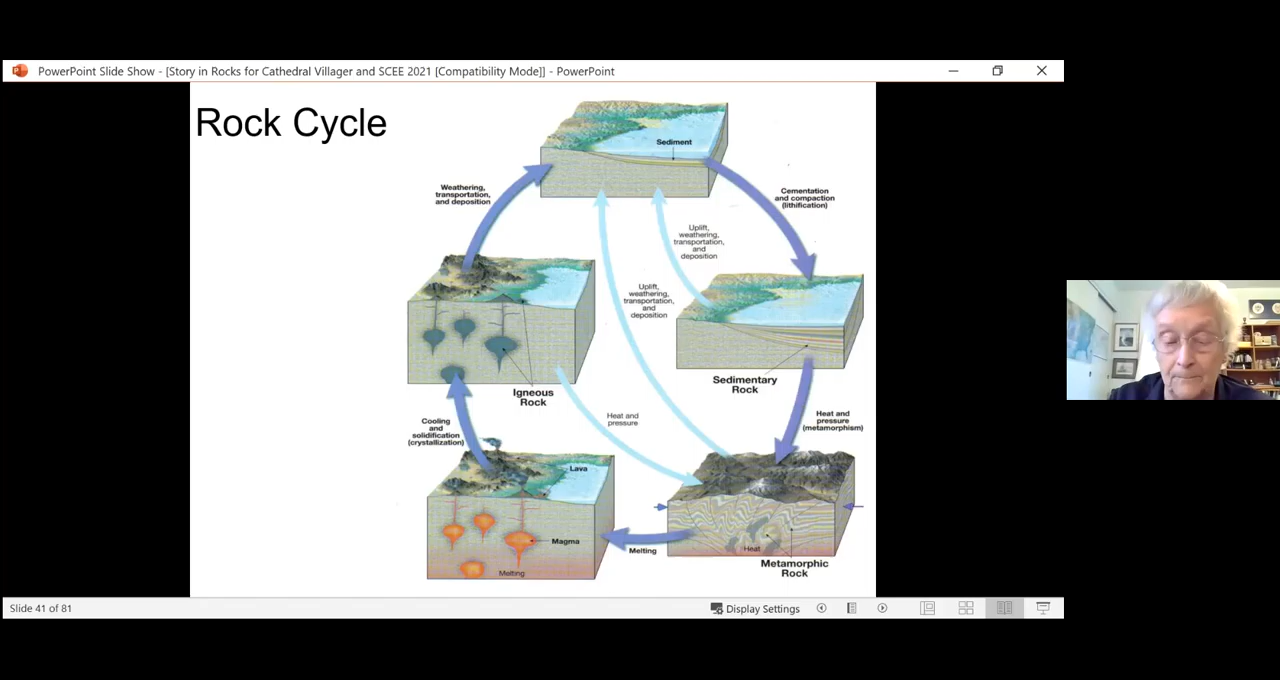 PowerPoint Slide Show - [Story in Rocks for Cathedral Villager and SCEE 2021 [Compatibility Mode]] - PowerPoint
Rock Cycle
Sediment
Weathering,
transportation,
and deposition
Cementation
and compaction
(lithification)
Uplift,
weathering,
transportation,
and
deposition
Uplift,
weathering,
transportation,
and
deposition
Igneous
Rock
Sedimentary
Rock
Heat and
pressure
Heat and
pressure
(metamorphism)
Cooling
and
solidification
(crystallization)
Lava
Magma
Melting
Melting
Heat
Metamorphic
Rock
Slide 41 of 81
Display Settings